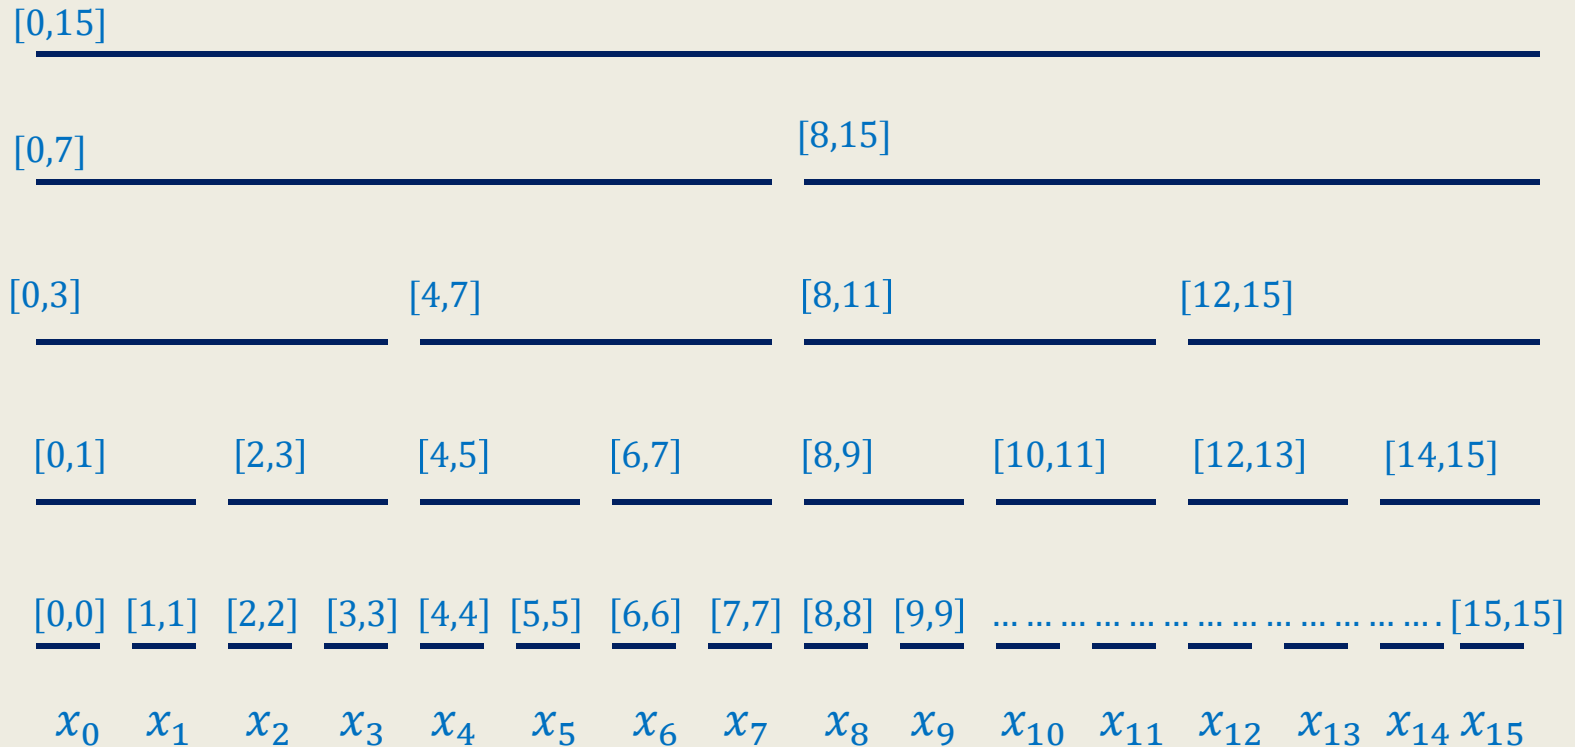 [0,15]
[0,7] [8,15]
[0,3] [4,7] [8,11] [12,15]
[0,1] [2,3] [4,5] [6,7] [8,9] [10,11] [12,13] [14,15]
[0,0] [1,1] [2,2] [3,3] [4,4] [5,5] [6,6] [7,7] [8,8] [9,9] … … … … … … … … … … … … … . [15,15]
x₀ x₁ x₂ x₃ x₄ x₅ x₆ x₇ x₈ x₉ x₁₀ x₁₁ x₁₂ x₁₃ x₁₄ x₁₅